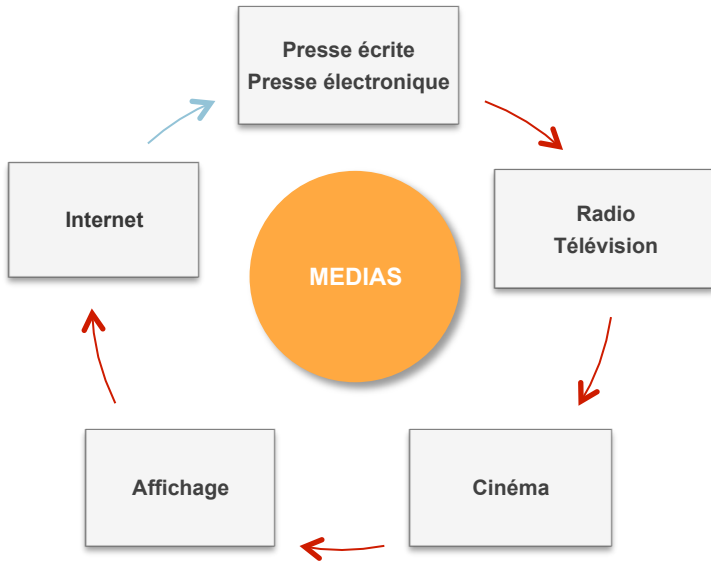 Presse écrite
Presse électronique
Radio
Télévision
Cinéma
Affichage
Internet
MEDIAS